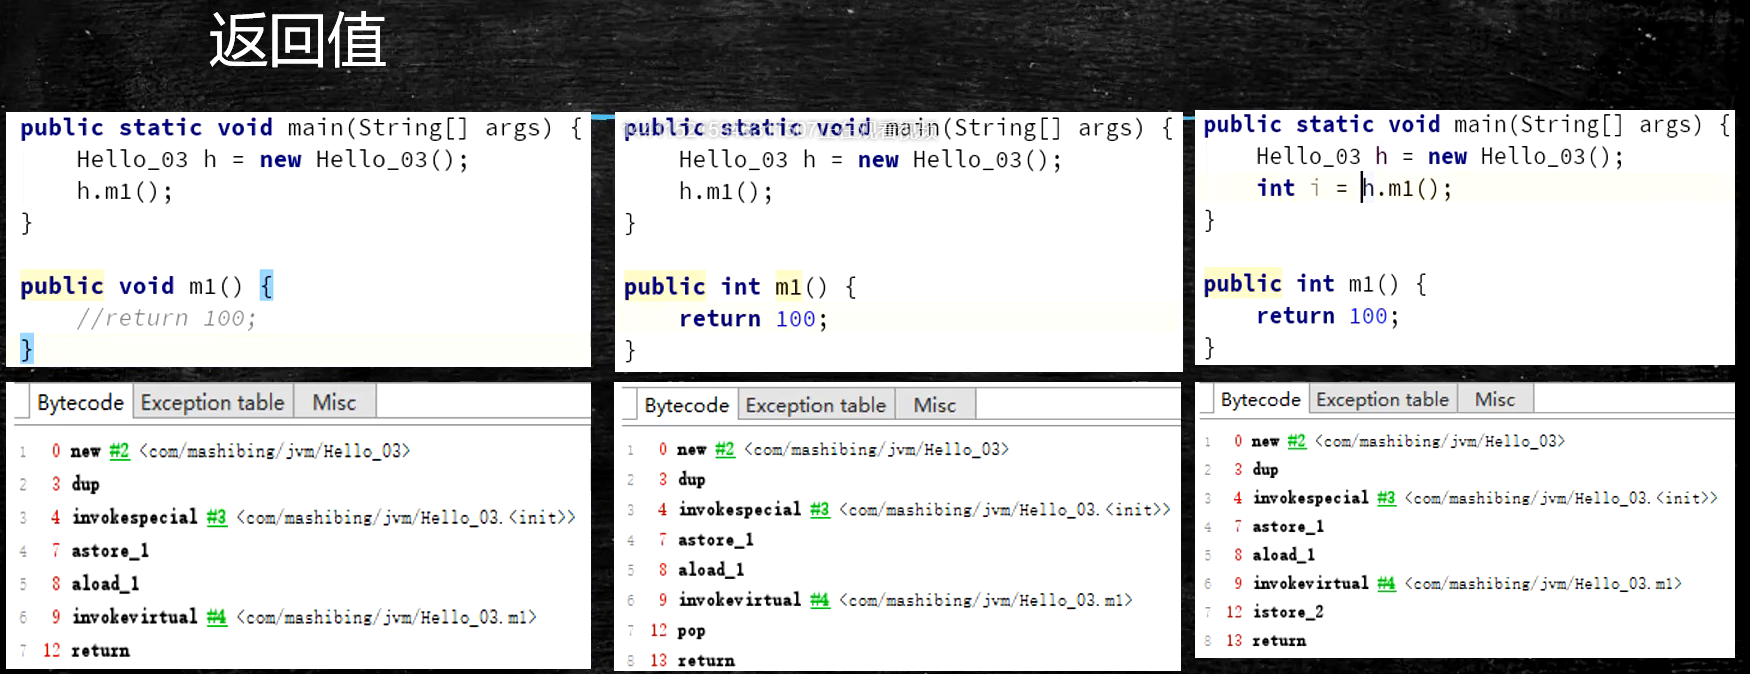 返回值
public static void main(String[] args) {
Hello_03 h = new Hello_03();
h.m1();
}
public void m1() {
//return 100;
}
Bytecode Exception table Misc
1 0 new #2 <com/mashibing/jvm/Hello_03>
2 3 dup
3 4 invokespecial #3 <com/mashibing/jvm/Hello_03.<init>>
4 7 astore_1
5 8 aload_1
6 9 invokevirtual #4 <com/mashibing/jvm/Hello_03.m1>
7 12 return
public static void main(String[] args) {
Hello_03 h = new Hello_03();
h.m1();
}
public int m1() {
return 100;
}
Bytecode Exception table Misc
1 0 new #2 <com/mashibing/jvm/Hello_03>
2 3 dup
3 4 invokespecial #3 <com/mashibing/jvm/Hello_03.<init>>
4 7 astore_1
5 8 aload_1
6 9 invokevirtual #4 <com/mashibing/jvm/Hello_03.m1>
7 12 pop
8 13 return
public static void main(String[] args) {
Hello_03 h = new Hello_03();
int i = h.m1();
}
public int m1() {
return 100;
}
Bytecode Exception table Misc
1 0 new #2 <com/mashibing/jvm/Hello_03>
2 3 dup
3 4 invokespecial #3 <com/mashibing/jvm/Hello_03.<init>>
4 7 astore_1
5 8 aload_1
6 9 invokevirtual #4 <com/mashibing/jvm/Hello_03.m1>
7 12 istore_2
8 13 return